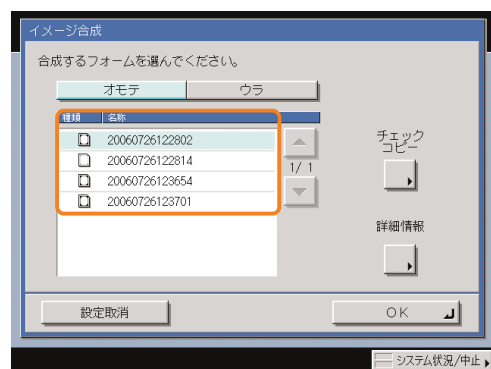 イメージ合成
合成するフォームを選んでください。
オモテ ウラ
種類 名称
20060726122802
20060726122814
20060726123654
20060726123701
1/ 1
チェック
コピー
詳細情報
設定取消 OK
システム状況/中止